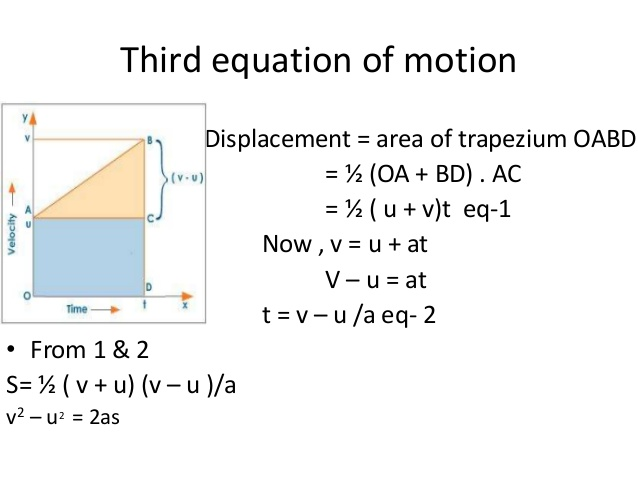 Third equation of motion
y
v
B
(v-u)
A
u
C
Velocity
O
Time
D
t
x
Displacement = area of trapezium OABD
= ½ (OA + BD) . AC
= ½ ( u + v)t eq-1
Now , v = u + at
V – u = at
t = v – u /a eq- 2
• From 1 & 2
S= ½ ( v + u) (v – u )/a
v² – u² = 2as